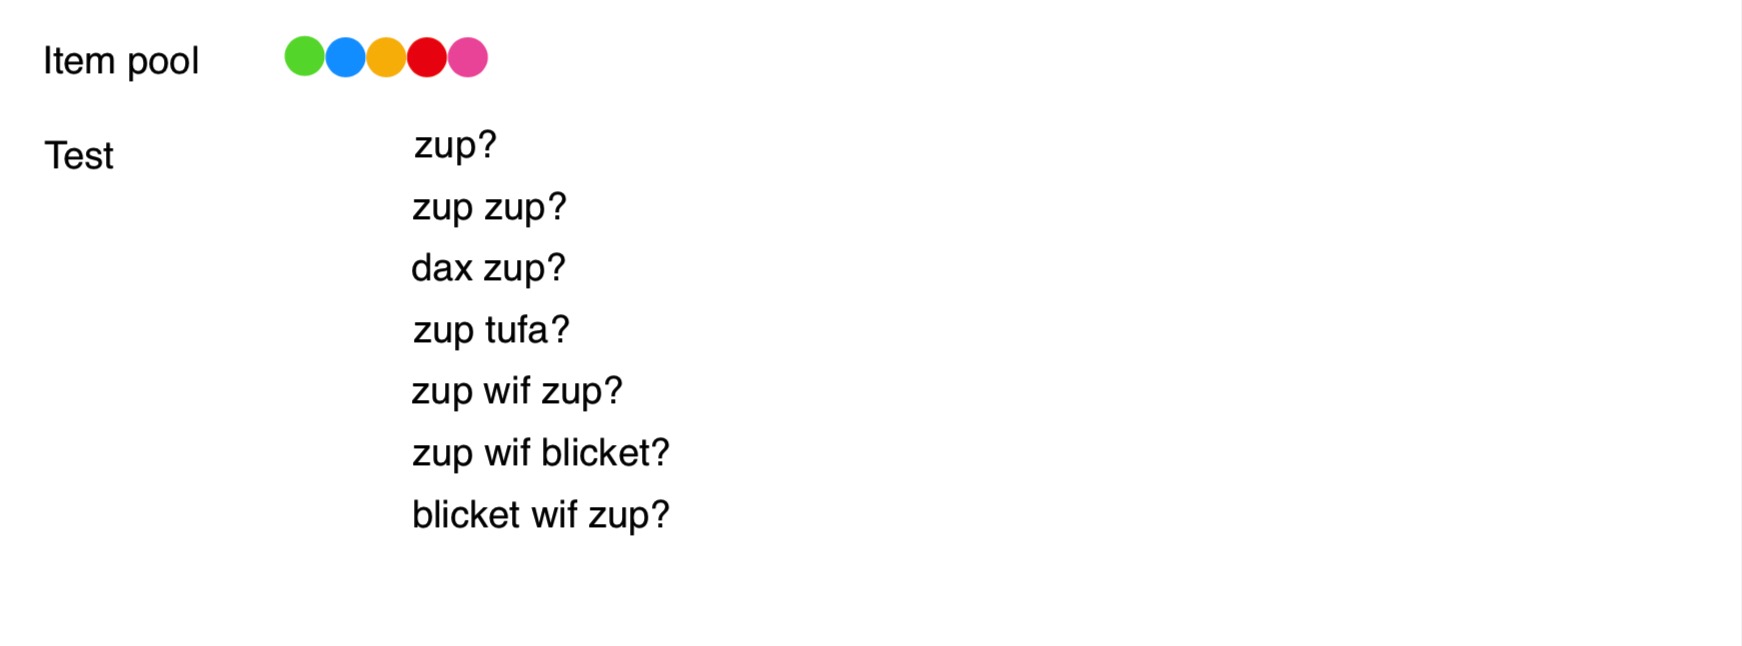 Item pool
Test
zup?
zup zup?
dax zup?
zup tufa?
zup wif zup?
zup wif blicket?
blicket wif zup?